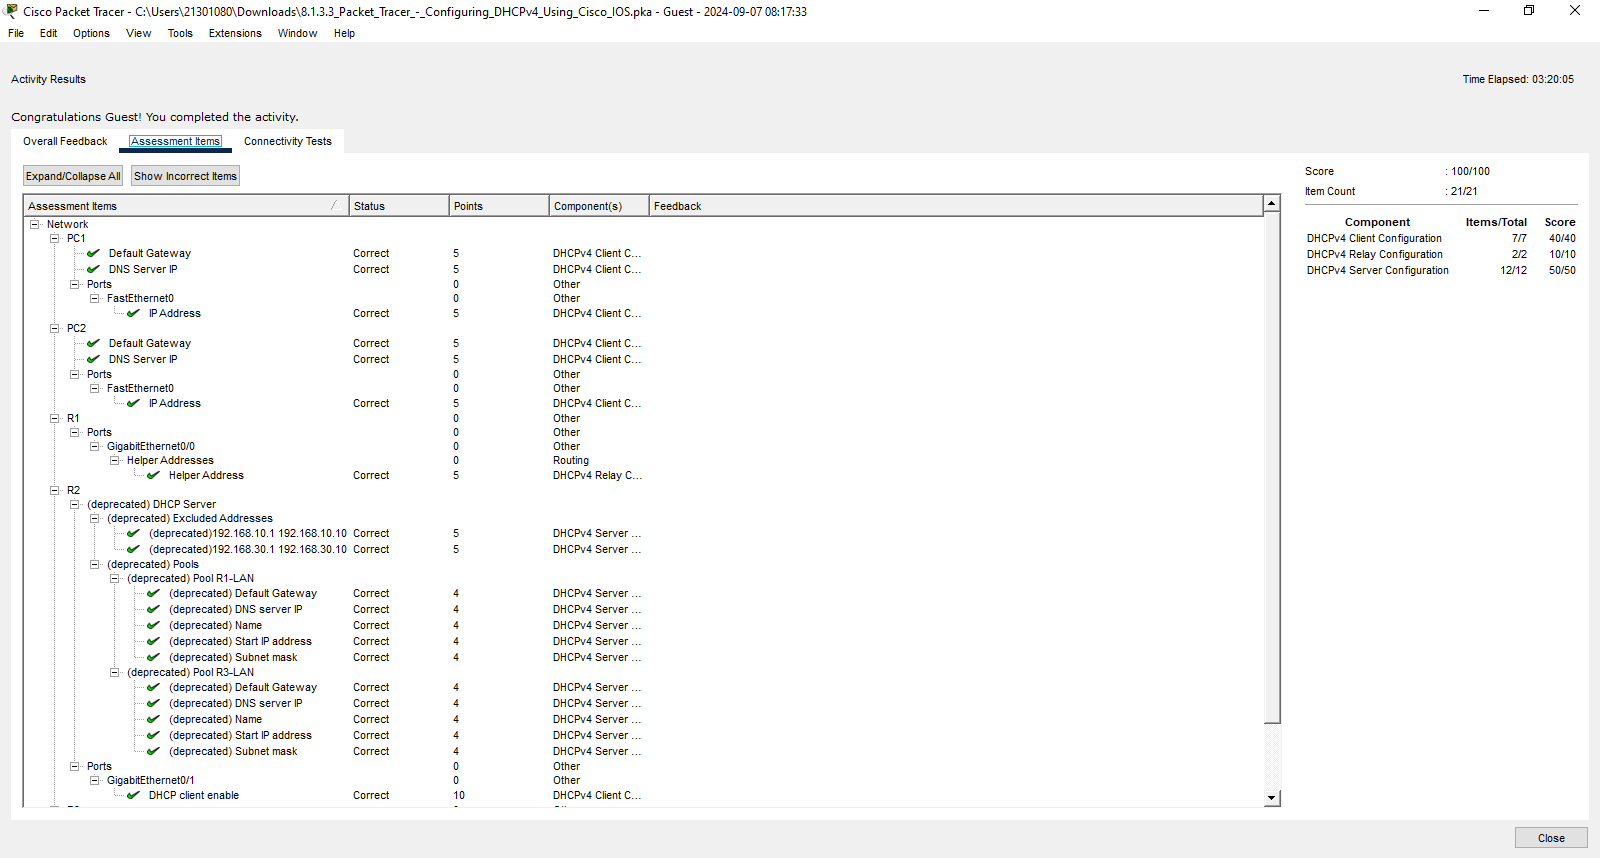 Cisco Packet Tracer - C:\Users\21301080\Downloads\8.1.3.3_Packet_Tracer_-_Configuring_DHCPv4_Using_Cisco_IOS.pka - Guest - 2024-09-07 08:17:33
File Edit Options View Tools Extensions Window Help
Activity Results
Time Elapsed: 03:20:05
Congratulations Guest! You completed the activity.
Overall Feedback Assessment Items Connectivity Tests
Expand/Collapse All Show Incorrect Items
Assessment Items Status Points Component(s) Feedback
Network
PC1
Default Gateway Correct 5 DHCPv4 Client C...
DNS Server IP Correct 5 DHCPv4 Client C...
Ports 0 Other
FastEthernet0 0 Other
IP Address Correct 5 DHCPv4 Client C...
PC2
Default Gateway Correct 5 DHCPv4 Client C...
DNS Server IP Correct 5 DHCPv4 Client C...
Ports 0 Other
FastEthernet0 0 Other
IP Address Correct 5 DHCPv4 Client C...
R1 0 Other
Ports 0 Other
GigabitEthernet0/0 0 Other
Helper Addresses 0 Routing
Helper Address Correct 5 DHCPv4 Relay C...
R2
(deprecated) DHCP Server
(deprecated) Excluded Addresses
(deprecated)192.168.10.1 192.168.10.10 Correct 5 DHCPv4 Server ...
(deprecated)192.168.30.1 192.168.30.10 Correct 5 DHCPv4 Server ...
(deprecated) Pools
(deprecated) Pool R1-LAN
(deprecated) Default Gateway Correct 4 DHCPv4 Server ...
(deprecated) DNS server IP Correct 4 DHCPv4 Server ...
(deprecated) Name Correct 4 DHCPv4 Server ...
(deprecated) Start IP address Correct 4 DHCPv4 Server ...
(deprecated) Subnet mask Correct 4 DHCPv4 Server ...
(deprecated) Pool R3-LAN
(deprecated) Default Gateway Correct 4 DHCPv4 Server ...
(deprecated) DNS server IP Correct 4 DHCPv4 Server ...
(deprecated) Name Correct 4 DHCPv4 Server ...
(deprecated) Start IP address Correct 4 DHCPv4 Server ...
(deprecated) Subnet mask Correct 4 DHCPv4 Server ...
Ports 0 Other
GigabitEthernet0/1 0 Other
DHCP client enable Correct 10 DHCPv4 Client C...
Score : 100/100
Item Count : 21/21
Component Items/Total Score
DHCPv4 Client Configuration 7/7 40/40
DHCPv4 Relay Configuration 2/2 10/10
DHCPv4 Server Configuration 12/12 50/50
Close